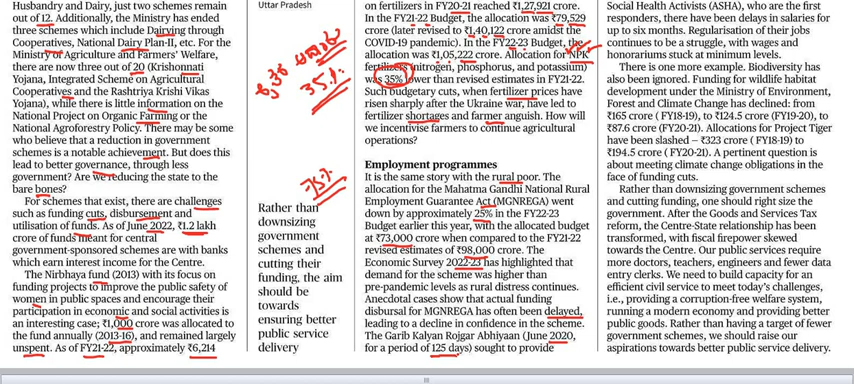 Husbandry and Dairy, just two schemes remain
out of 12. Additionally, the Ministry has ended
three schemes which include Dairying through
Cooperatives, National Dairy Plan-II, etc. For the
Ministry of Agriculture and Farmers' Welfare,
there are now three out of 20 (Krishonnati
Yojana, Integrated Scheme on Agricultural
Cooperatives and the Rashtriya Krishi Vikas
Yojana), while there is little information on the
National Project on Organic Farming or the
National Agroforestry Policy. There may be some
who believe that a reduction in government
schemes is a notable achievement. But does this
lead to better governance, through less
government? Are we reducing the state to the
bare bones?
For schemes that exist, there are challenges
such as funding cuts, disbursement and
utilisation of funds. As of June 2022, ₹1.2 lakh
crore of funds meant for central
government-sponsored schemes are with banks
which earn interest income for the Centre.
The Nirbhaya fund (2013) with its focus on
funding projects to improve the public safety of
women in public spaces and encourage their
participation in economic and social activities is
an interesting case; ₹1,000 crore was allocated to
the fund annually (2013-16), and remained largely
unspent. As of FY21-22, approximately ₹6,214
Uttar Pradesh
35%
75%
Rather than
downsizing
government
schemes and
cutting their
funding, the aim
should be
towards
ensuring better
public service
delivery
on fertilizers in FY20-21 reached ₹1,27,921 crore.
In the FY21-22 Budget, the allocation was ₹79,529
crore (later revised to ₹1,40,122 crore amidst the
COVID-19 pandemic). In the FY22-23 Budget, the
allocation was ₹1,05,222 crore. Allocation for NPK
fertilizers (nitrogen, phosphorus, and potassium)
was 35% lower than revised estimates in FY21-22.
Such budgetary cuts, when fertilizer prices have
risen sharply after the Ukraine war, have led to
fertilizer shortages and farmer anguish. How will
we incentivise farmers to continue agricultural
operations?
Employment programmes
It is the same story with the rural poor. The
allocation for the Mahatma Gandhi National Rural
Employment Guarantee Act (MGNREGA) went
down by approximately 25% in the FY22-23
Budget earlier this year, with the allocated budget
at ₹73,000 crore when compared to the FY21-22
revised estimates of ₹98,000 crore. The
Economic Survey 2022-23 has highlighted that
demand for the scheme was higher than
pre-pandemic levels as rural distress continues.
Anecdotal cases show that actual funding
disbursal for MGNREGA has often been delayed,
leading to a decline in confidence in the scheme.
The Garib Kalyan Rojgar Abhiyaan (June 2020,
for a period of 125 days) sought to provide
Social Health Activists (ASHA), who are the first
responders, there have been delays in salaries for
up to six months. Regularisation of their jobs
continues to be a struggle, with wages and
honorariums stuck at minimum levels.
There is one more example. Biodiversity has
also been ignored. Funding for wildlife habitat
development under the Ministry of Environment,
Forest and Climate Change has declined: from
₹165 crore ( FY18-19), to ₹124.5 crore (FY19-20), to
₹87.6 crore (FY20-21). Allocations for Project Tiger
have been slashed – ₹323 crore ( FY18-19) to
₹194.5 crore ( FY20-21). A pertinent question is
about meeting climate change obligations in the
face of funding cuts.
Rather than downsizing government schemes
and cutting funding, one should right size the
government. After the Goods and Services Tax
reform, the Centre-State relationship has been
transformed, with fiscal firepower skewed
towards the Centre. Our public services require
more doctors, teachers, engineers and fewer data
entry clerks. We need to build capacity for an
efficient civil service to meet today's challenges,
i.e., providing a corruption-free welfare system,
running a modern economy and providing better
public goods. Rather than having a target of fewer
government schemes, we should raise our
aspirations towards better public service delivery.